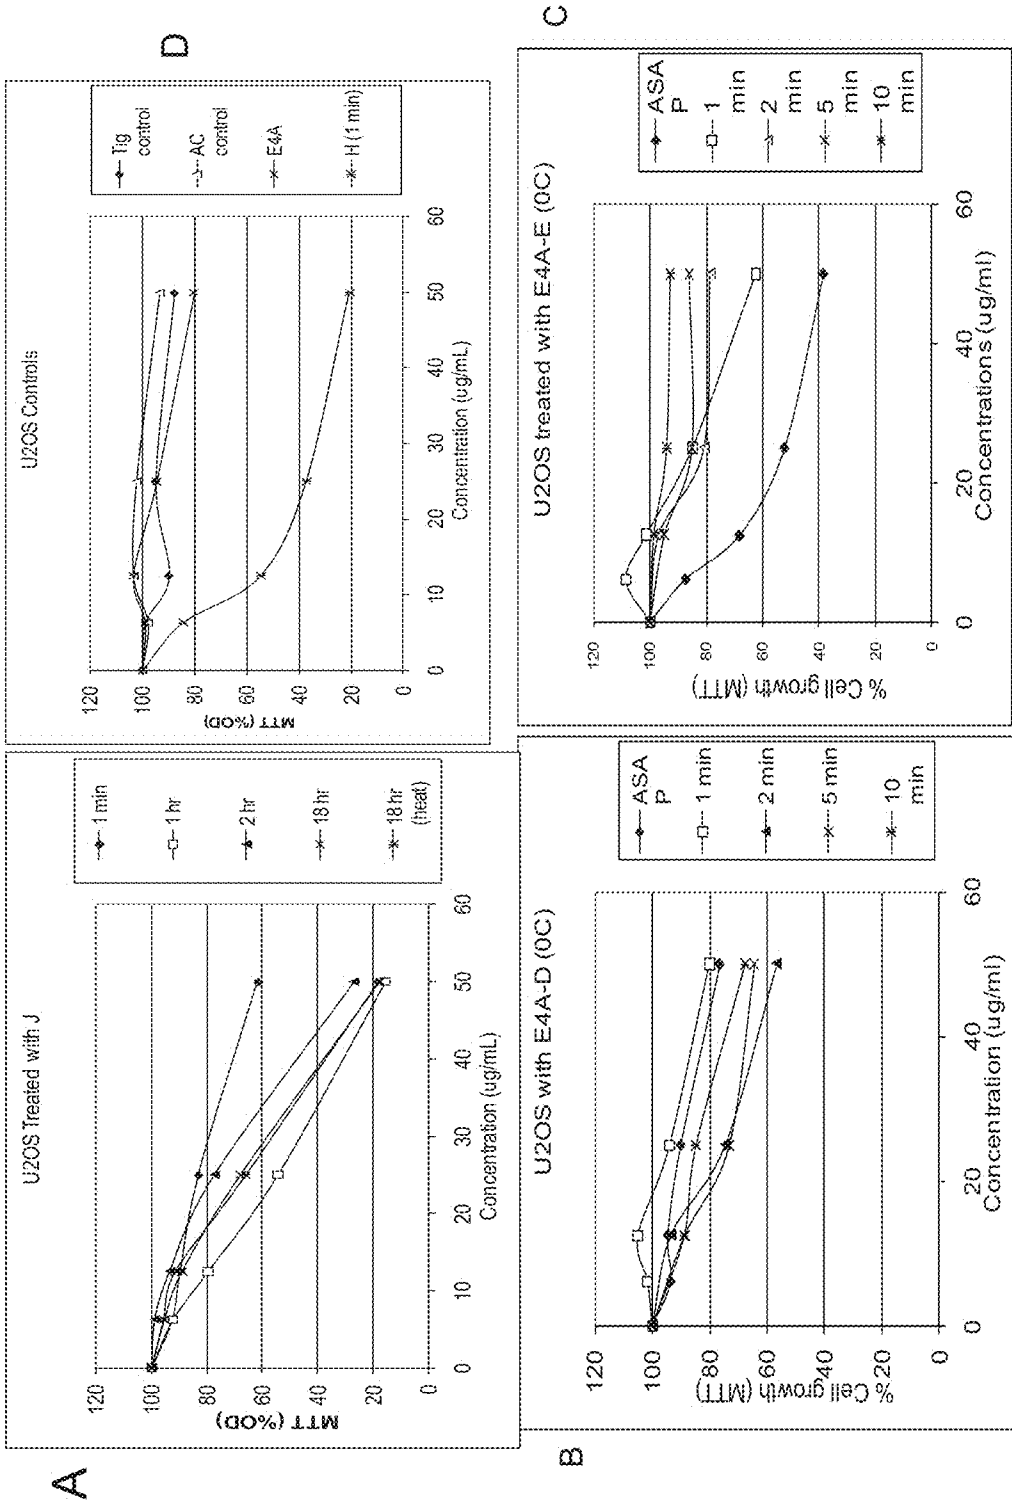 A
U2OS Treated with J
MTT (%OD)
120
100
80
60
40
20
0
0
10
20
30
40
50
60
Concentration (ug/mL)
1 min
1 hr
2 hr
18 hr
18 hr
(heat)
D
U2OS Controls
MTT (%OD)
120
100
80
60
40
20
0
0
10
20
30
40
50
60
Concentration (ug/mL)
Tig
control
AC
control
E4A
H (1 min)
B
U2OS with E4A-D (0C)
% Cell growth (MTT)
120
100
80
60
40
20
0
0
20
40
60
Concentration (ug/ml)
ASA
P
1 min
2 min
5 min
10
min
C
U2OS treated with E4A-E (0C)
% Cell growth (MTT)
120
100
80
60
40
20
0
0
20
40
60
Concentrations (ug/ml)
ASA
P
1
min
2
min
5
min
10
min